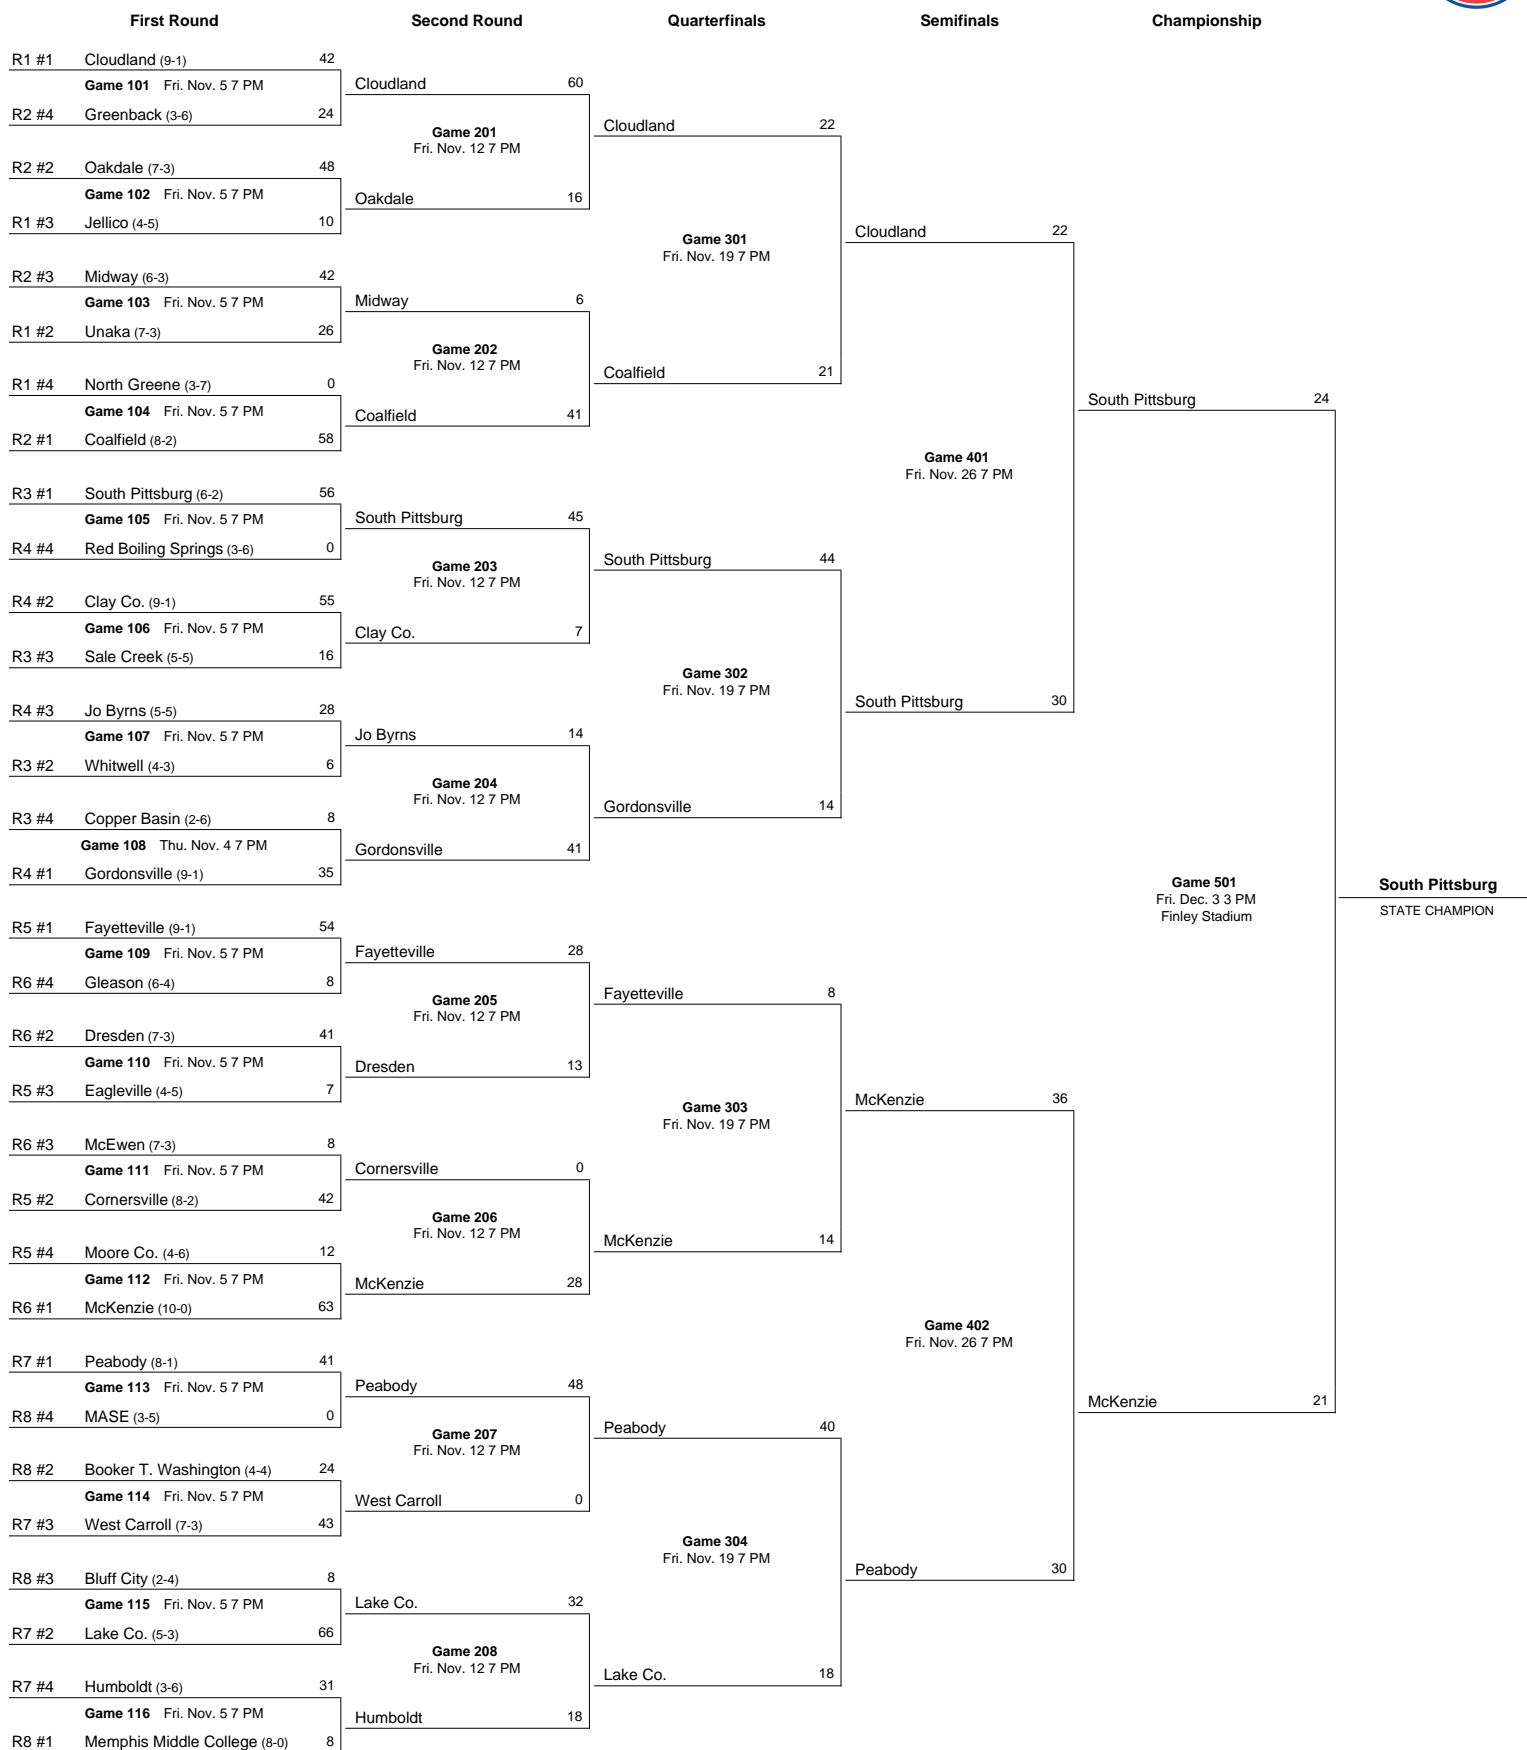 First Round Second Round Quarterfinals Semifinals Championship
R1 #1 Cloudland (9-1) 42
Game 101 Fri. Nov. 5 7 PM
R2 #4 Greenback (3-6) 24
R2 #2 Oakdale (7-3) 48
Game 102 Fri. Nov. 5 7 PM
R1 #3 Jellico (4-5) 10
R2 #3 Midway (6-3) 42
Game 103 Fri. Nov. 5 7 PM
R1 #2 Unaka (7-3) 26
R1 #4 North Greene (3-7) 0
Game 104 Fri. Nov. 5 7 PM
R2 #1 Coalfield (8-2) 58
R3 #1 South Pittsburg (6-2) 56
Game 105 Fri. Nov. 5 7 PM
R4 #4 Red Boiling Springs (3-6) 0
R4 #2 Clay Co. (9-1) 55
Game 106 Fri. Nov. 5 7 PM
R3 #3 Sale Creek (5-5) 16
R4 #3 Jo Byrns (5-5) 28
Game 107 Fri. Nov. 5 7 PM
R3 #2 Whitwell (4-3) 6
R3 #4 Copper Basin (2-6) 8
Game 108 Thu. Nov. 4 7 PM
R4 #1 Gordonsville (9-1) 35
R5 #1 Fayetteville (9-1) 54
Game 109 Fri. Nov. 5 7 PM
R6 #4 Gleason (6-4) 8
R6 #2 Dresden (7-3) 41
Game 110 Fri. Nov. 5 7 PM
R5 #3 Eagleville (4-5) 7
R6 #3 McEwen (7-3) 8
Game 111 Fri. Nov. 5 7 PM
R5 #2 Cornersville (8-2) 42
R5 #4 Moore Co. (4-6) 12
Game 112 Fri. Nov. 5 7 PM
R6 #1 McKenzie (10-0) 63
R7 #1 Peabody (8-1) 41
Game 113 Fri. Nov. 5 7 PM
R8 #4 MASE (3-5) 0
R8 #2 Booker T. Washington (4-4) 24
Game 114 Fri. Nov. 5 7 PM
R7 #3 West Carroll (7-3) 43
R8 #3 Bluff City (2-4) 8
Game 115 Fri. Nov. 5 7 PM
R7 #2 Lake Co. (5-3) 66
R7 #4 Humboldt (3-6) 31
Game 116 Fri. Nov. 5 7 PM
R8 #1 Memphis Middle College (8-0) 8
Cloudland 60
Game 201
Fri. Nov. 12 7 PM
Oakdale 16
Midway 6
Game 202
Fri. Nov. 12 7 PM
Coalfield 41
South Pittsburg 45
Game 203
Fri. Nov. 12 7 PM
Clay Co. 7
Jo Byrns 14
Game 204
Fri. Nov. 12 7 PM
Gordonsville 41
Fayetteville 28
Game 205
Fri. Nov. 12 7 PM
Dresden 13
Cornersville 0
Game 206
Fri. Nov. 12 7 PM
McKenzie 28
Peabody 48
Game 207
Fri. Nov. 12 7 PM
West Carroll 0
Lake Co. 32
Game 208
Fri. Nov. 12 7 PM
Humboldt 18
Cloudland 22
Game 301
Fri. Nov. 19 7 PM
Coalfield 21
South Pittsburg 44
Game 302
Fri. Nov. 19 7 PM
Gordonsville 14
Fayetteville 8
Game 303
Fri. Nov. 19 7 PM
McKenzie 14
Peabody 40
Game 304
Fri. Nov. 19 7 PM
Lake Co. 18
Cloudland 22
Game 401
Fri. Nov. 26 7 PM
South Pittsburg 30
McKenzie 36
Game 402
Fri. Nov. 26 7 PM
Peabody 30
South Pittsburg 24
Game 501
Fri. Dec. 3 3 PM
Finley Stadium
McKenzie 21
South Pittsburg
STATE CHAMPION